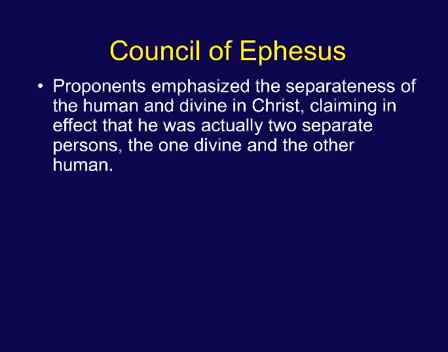 Council of Ephesus
• Proponents emphasized the separateness of
the human and divine in Christ, claiming in
effect that he was actually two separate
persons, the one divine and the other
human.